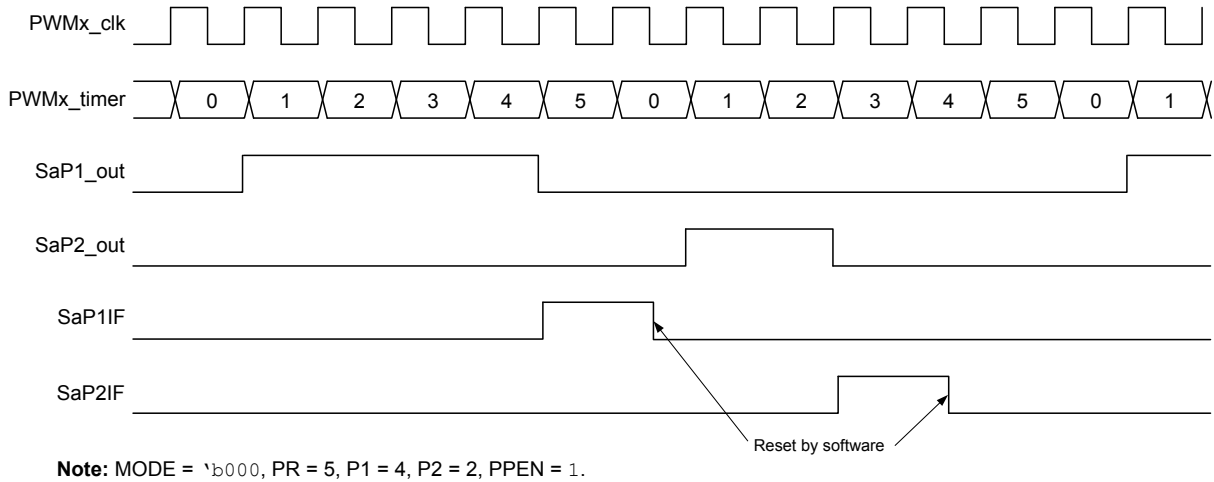 PWMx_clk
PWMx_timer 0 1 2 3 4 5 0 1 2 3 4 5 0 1
SaP1_out
SaP2_out
SaP1IF
SaP2IF
Reset by software
Note: MODE = ‘b000, PR = 5, P1 = 4, P2 = 2, PPEN = 1.